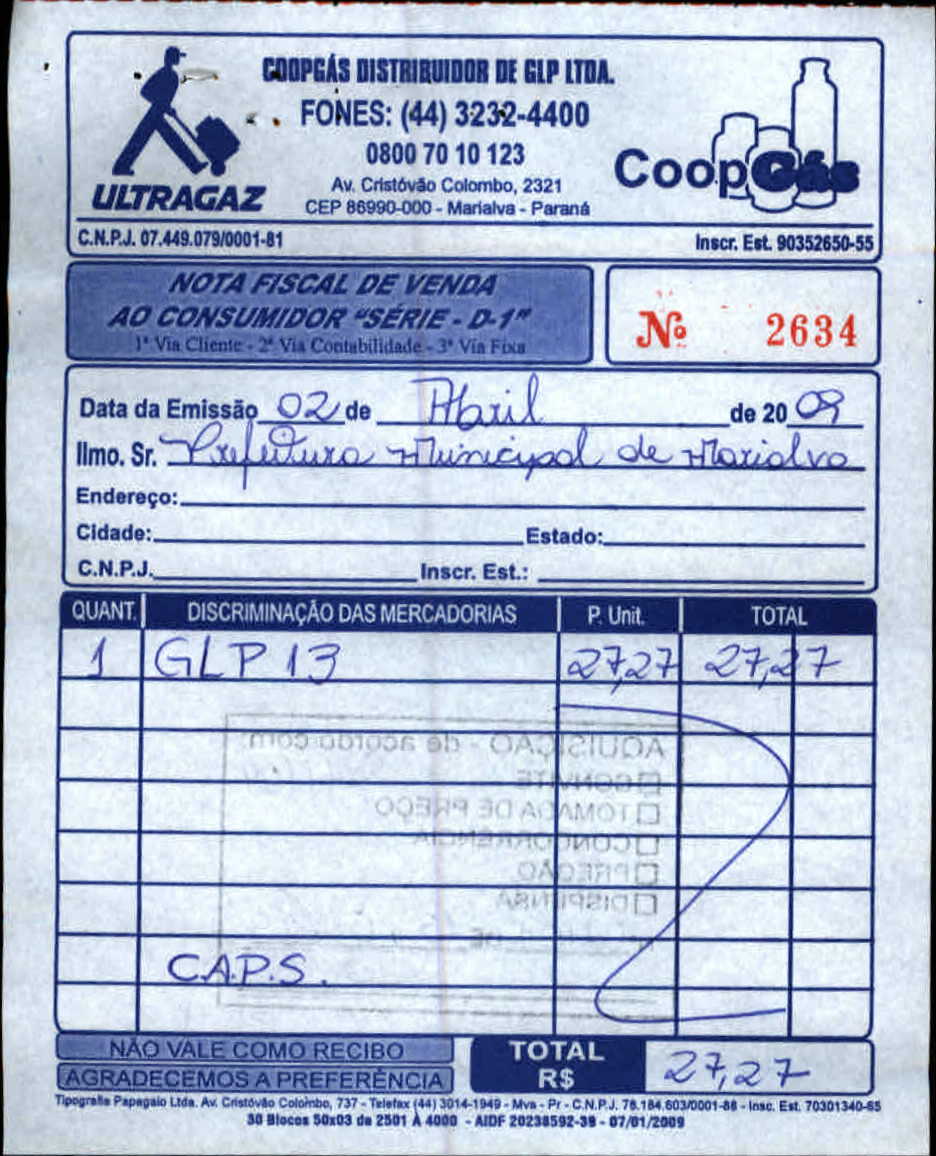 COOPGÁS DISTRIBUIDOR DE GLP LTDA.
FONES: (44) 3232-4400
0800 70 10 123
Av. Cristóvão Colombo, 2321
CEP 86990-000 - Marialva - Paraná
ULTRAGAZ
CoopGás
C.N.P.J. 07.449.079/0001-81
Inscr. Est. 90352650-55
NOTA FISCAL DE VENDA
AO CONSUMIDOR "SÉRIE - D-1"
1ª Via Cliente - 2ª Via Contabilidade - 3ª Via Fixa
Nº 2634
Data da Emissão 02 de Abril de 20 09
Ilmo. Sr. Prefeitura Municipal de Marialva
Endereço:
Cidade: Estado:
C.N.P.J. Inscr. Est.:
QUANT. DISCRIMINAÇÃO DAS MERCADORIAS P. Unit. TOTAL
1 GLP 13 27,27 27,27
AQUISIÇÃO - de acordo com:
CONVITE
TOMADA DE PREÇO
CONCORRÊNCIA
PREGÃO
DISPENSA
C.A.P.S.
NÃO VALE COMO RECIBO
AGRADECEMOS A PREFERÊNCIA
TOTAL R$ 27,27
Tipografia Papagaio Ltda. Av. Cristóvão Colombo, 737 - Telefax (44) 3014-1949 - Mva - Pr - C.N.P.J. 78.184.603/0001-86 - Insc. Est. 70301340-65
30 Blocos 50x03 de 2501 À 4000 - AIDF 20238592-38 - 07/01/2009